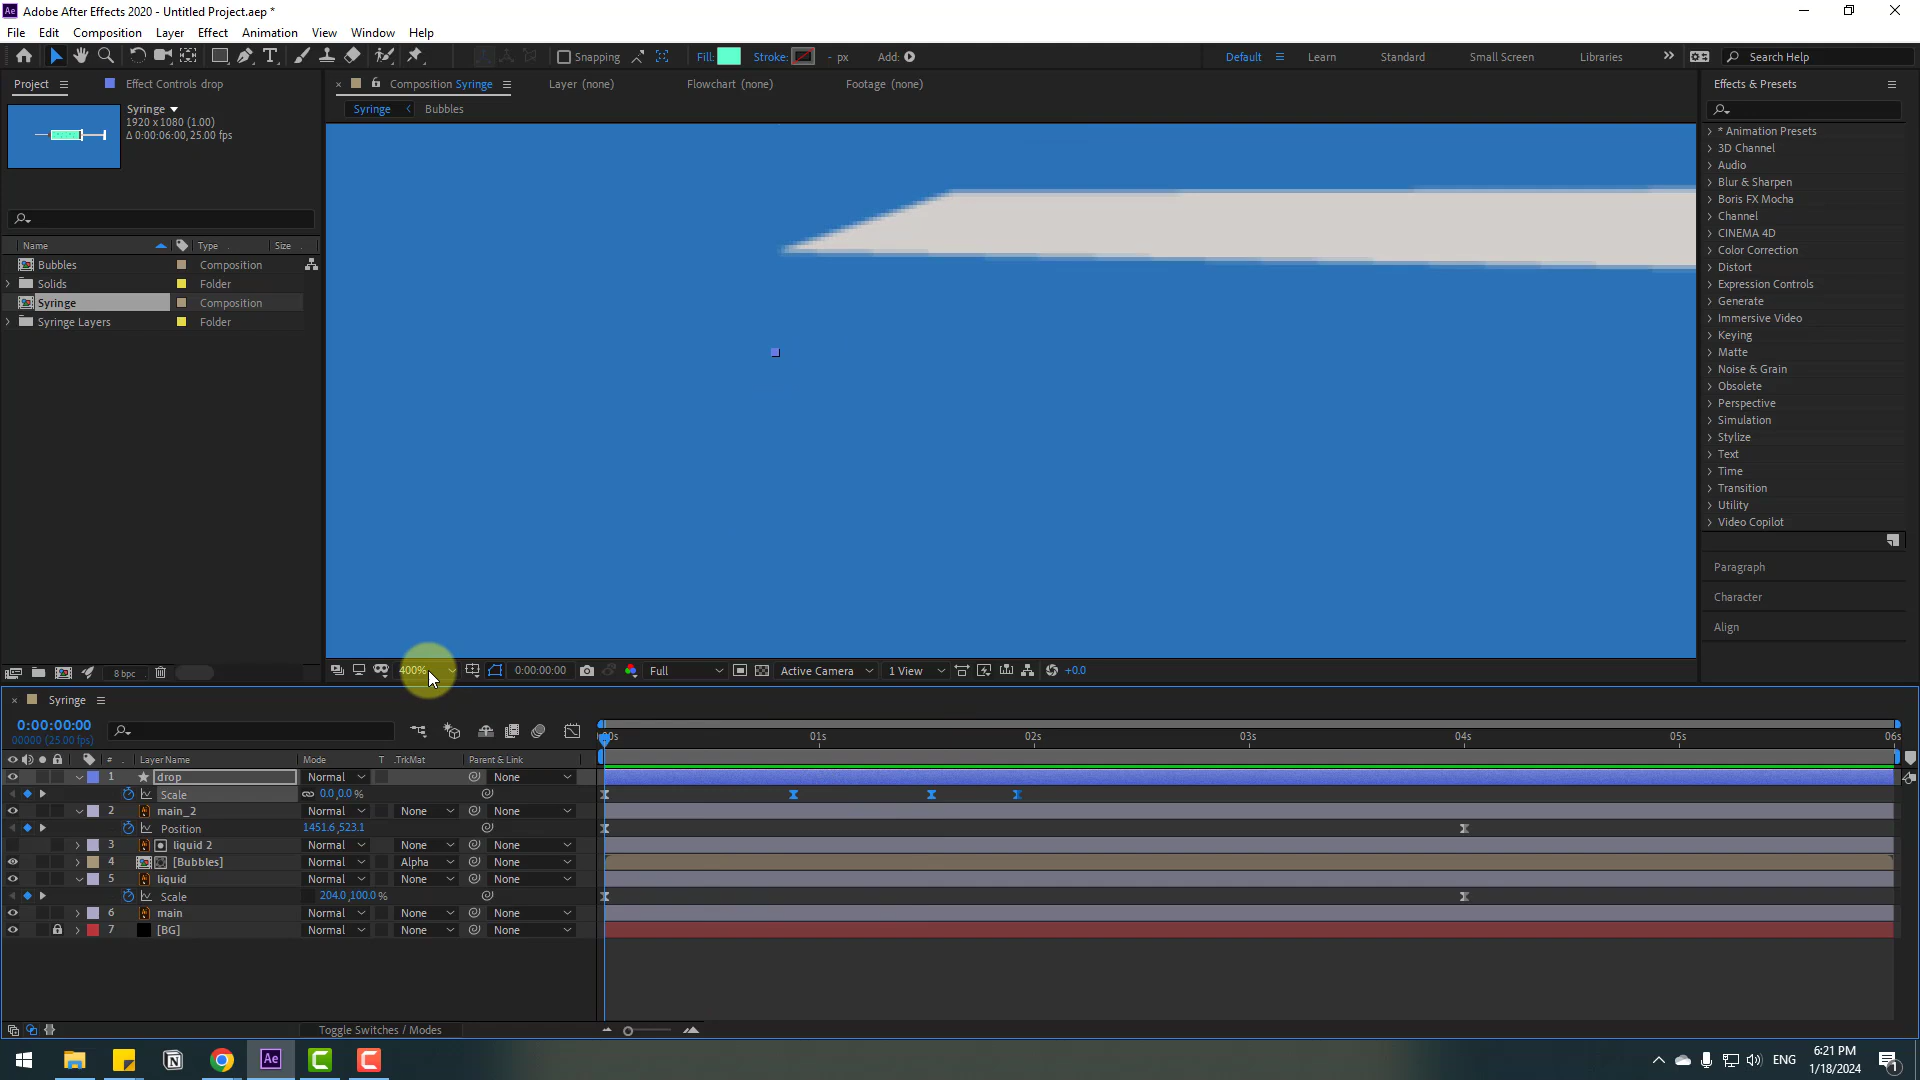 Adobe After Effects 2020 - Untitled Project.aep *
File Edit Composition Layer Effect Animation View Window Help
Snapping Fill: Stroke: - px Add: Default Learn Standard Small Screen Libraries Search Help
Project Effect Controls drop Composition Syringe Layer (none) Flowchart (none) Footage (none) Effects & Presets
Syringe Bubbles
Syringe
1920 x 1080 (1.00)
Δ 0:00:06:00, 25.00 fps
Name Type Size
Bubbles Composition
Solids Folder
Syringe Composition
Syringe Layers Folder
* Animation Presets
3D Channel
Audio
Blur & Sharpen
Boris FX Mocha
Channel
CINEMA 4D
Color Correction
Distort
Expression Controls
Generate
Immersive Video
Keying
Matte
Noise & Grain
Obsolete
Perspective
Simulation
Stylize
Text
Time
Transition
Utility
Video Copilot
Paragraph
Character
Align
8 bpc 400% 0:00:00:00 Full Active Camera 1 View +0.0
Syringe
0:00:00:00
00000 (25.00 fps)
:00s 01s 02s 03s 04s 05s 06s
# Layer Name Mode T .TrkMat Parent & Link
1 drop Normal None
Scale 0.0,0.0 %
2 main_2 Normal None None
Position 1451.6,523.1
3 liquid 2 Normal None None
4 [Bubbles] Normal Alpha None
5 liquid Normal None None
Scale 204.0,100.0 %
6 main Normal None None
7 [BG] Normal None None
Toggle Switches / Modes
ENG 6:21 PM
1/18/2024 1